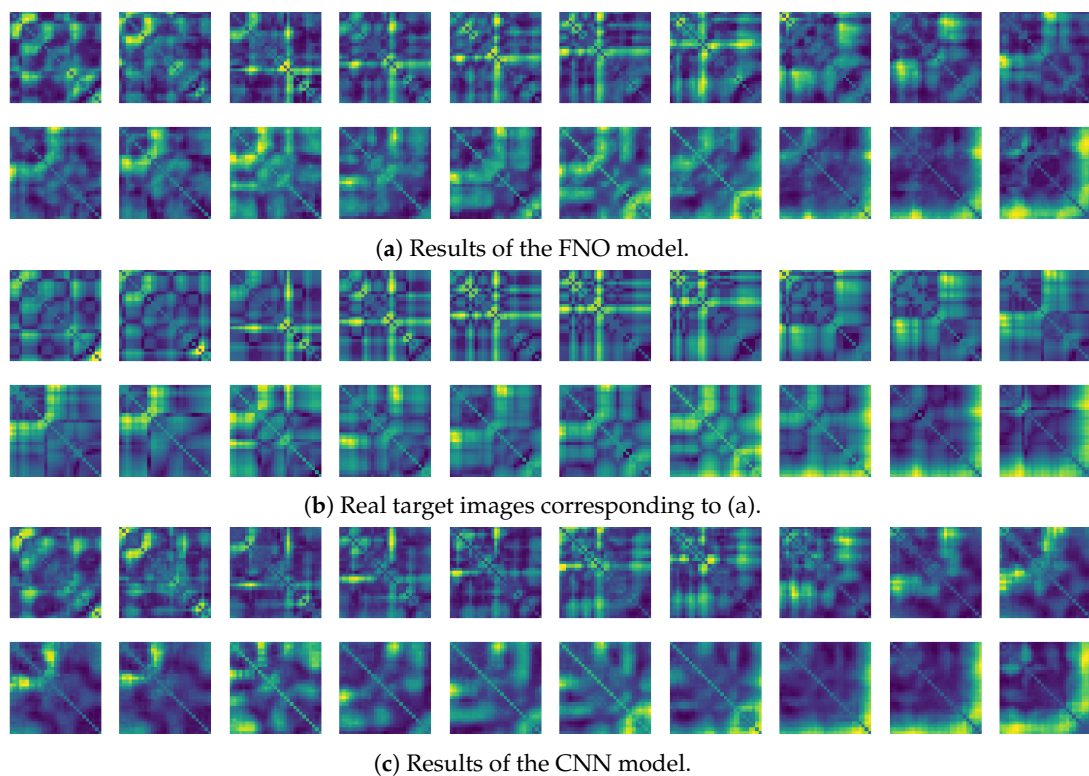 (a) Results of the FNO model.
(b) Real target images corresponding to (a).
(c) Results of the CNN model.